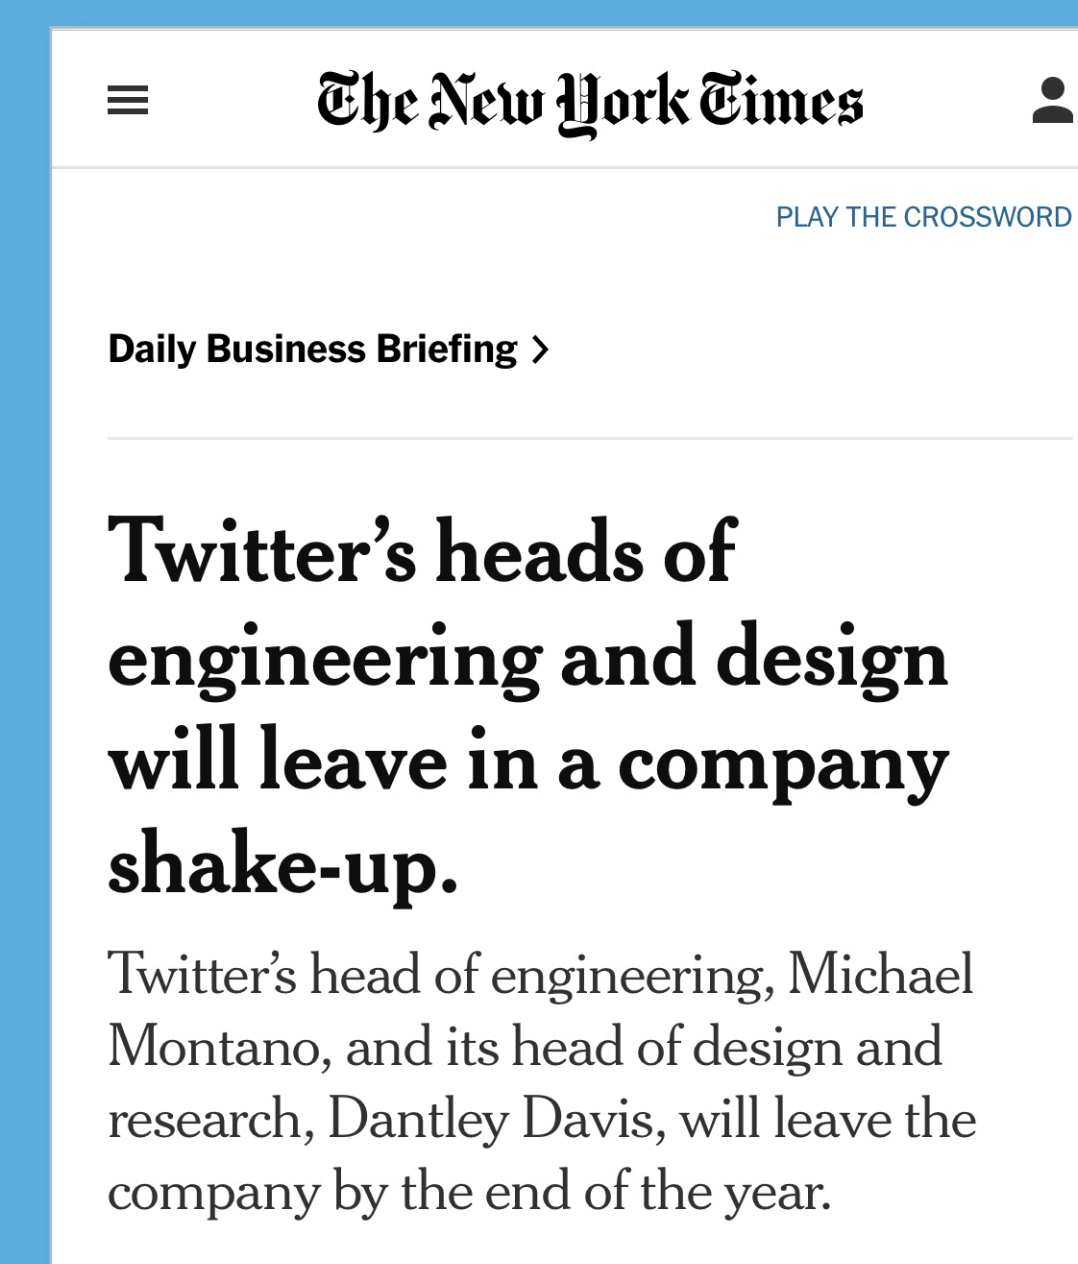 The New York Times
PLAY THE CROSSWORD
Daily Business Briefing >
Twitter’s heads of
engineering and design
will leave in a company
shake-up.
Twitter’s head of engineering, Michael
Montano, and its head of design and
research, Dantley Davis, will leave the
company by the end of the year.